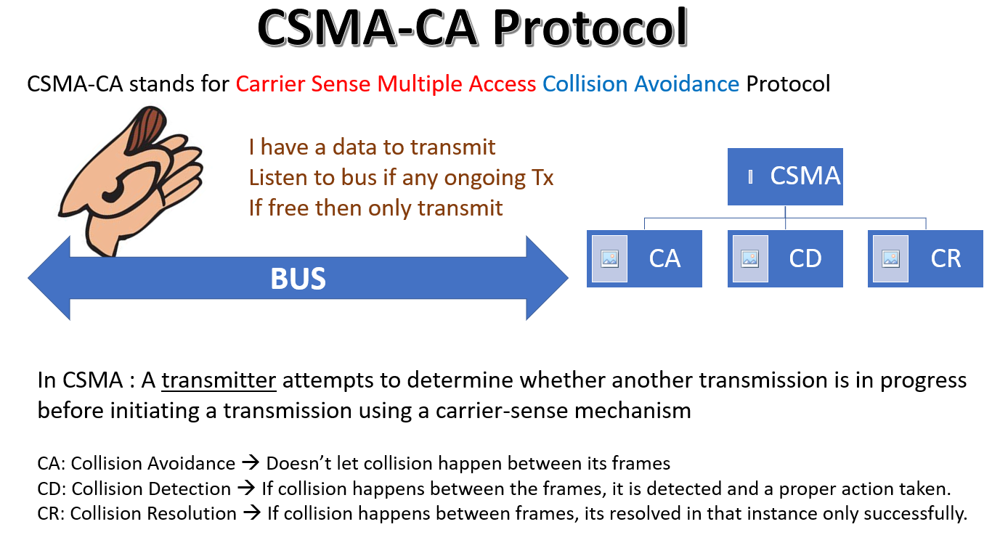 CSMA-CA Protocol
CSMA-CA stands for Carrier Sense Multiple Access Collision Avoidance Protocol
I have a data to transmit
Listen to bus if any ongoing Tx
If free then only transmit
BUS
CSMA
CA
CD
CR
In CSMA : A transmitter attempts to determine whether another transmission is in progress
before initiating a transmission using a carrier-sense mechanism
CA: Collision Avoidance → Doesn’t let collision happen between its frames
CD: Collision Detection → If collision happens between the frames, it is detected and a proper action taken.
CR: Collision Resolution → If collision happens between frames, its resolved in that instance only successfully.